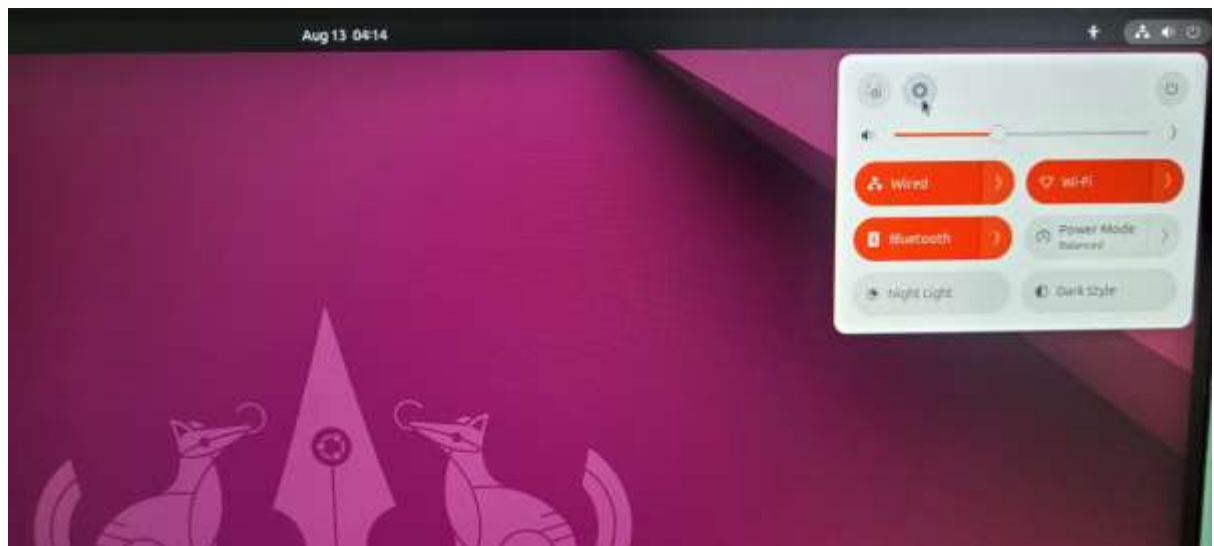 Aug 13 04:14
Wired
Wi-Fi
Bluetooth
Power Mode
Balanced
Night Light
Dark Style